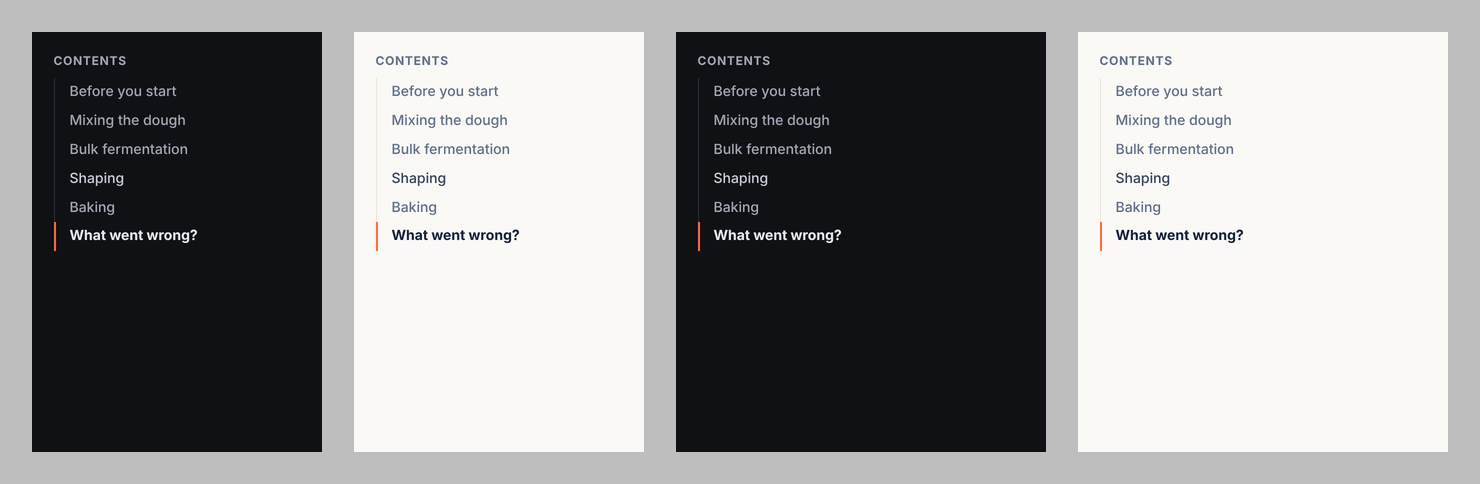 CONTENTS
Before you start
Mixing the dough
Bulk fermentation
Shaping
Baking
What went wrong?
CONTENTS
Before you start
Mixing the dough
Bulk fermentation
Shaping
Baking
What went wrong?
CONTENTS
Before you start
Mixing the dough
Bulk fermentation
Shaping
Baking
What went wrong?
CONTENTS
Before you start
Mixing the dough
Bulk fermentation
Shaping
Baking
What went wrong?